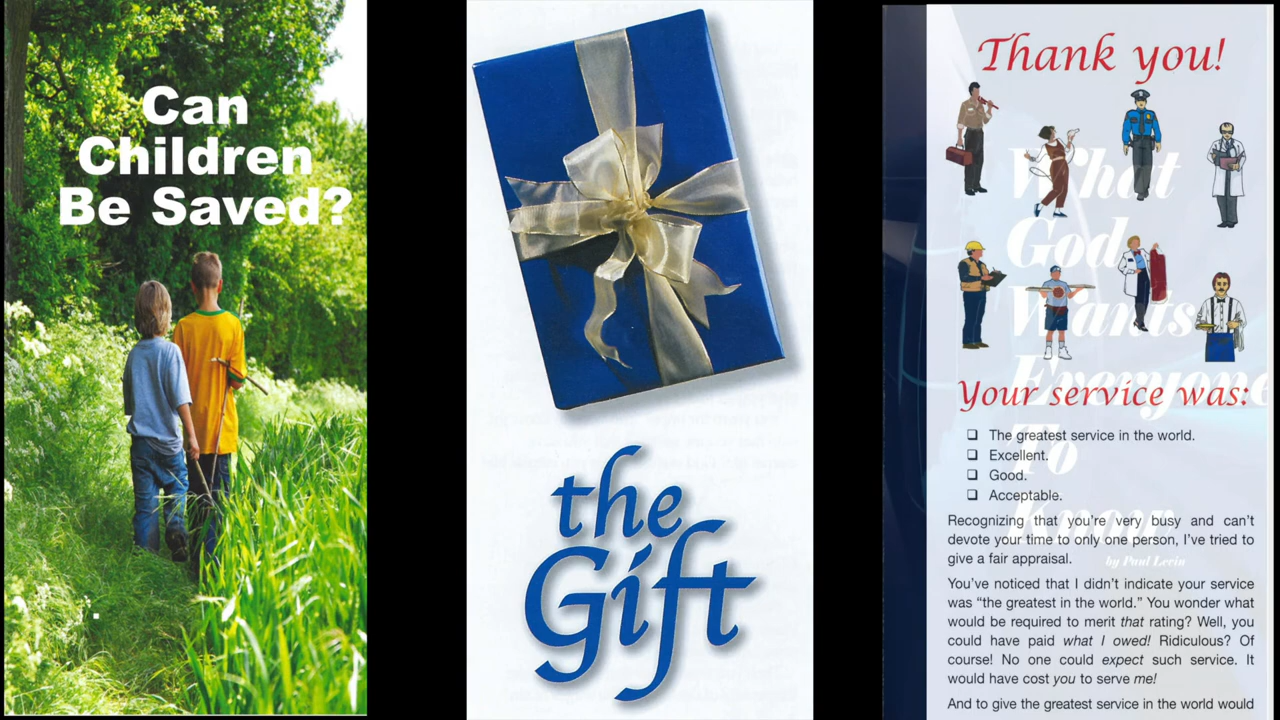 Can
Children
Be Saved?
the
Gift
Thank you!
What
God
Wants
Everyone
To
Know
by Paul Levin
Your service was:
❑ The greatest service in the world.
❑ Excellent.
❑ Good.
❑ Acceptable.
Recognizing that you're very busy and can't
devote your time to only one person, I've tried to
give a fair appraisal.
You've noticed that I didn't indicate your service
was “the greatest in the world.” You wonder what
would be required to merit that rating? Well, you
could have paid what I owed! Ridiculous? Of
course! No one could expect such service. It
would have cost you to serve me!
And to give the greatest service in the world would